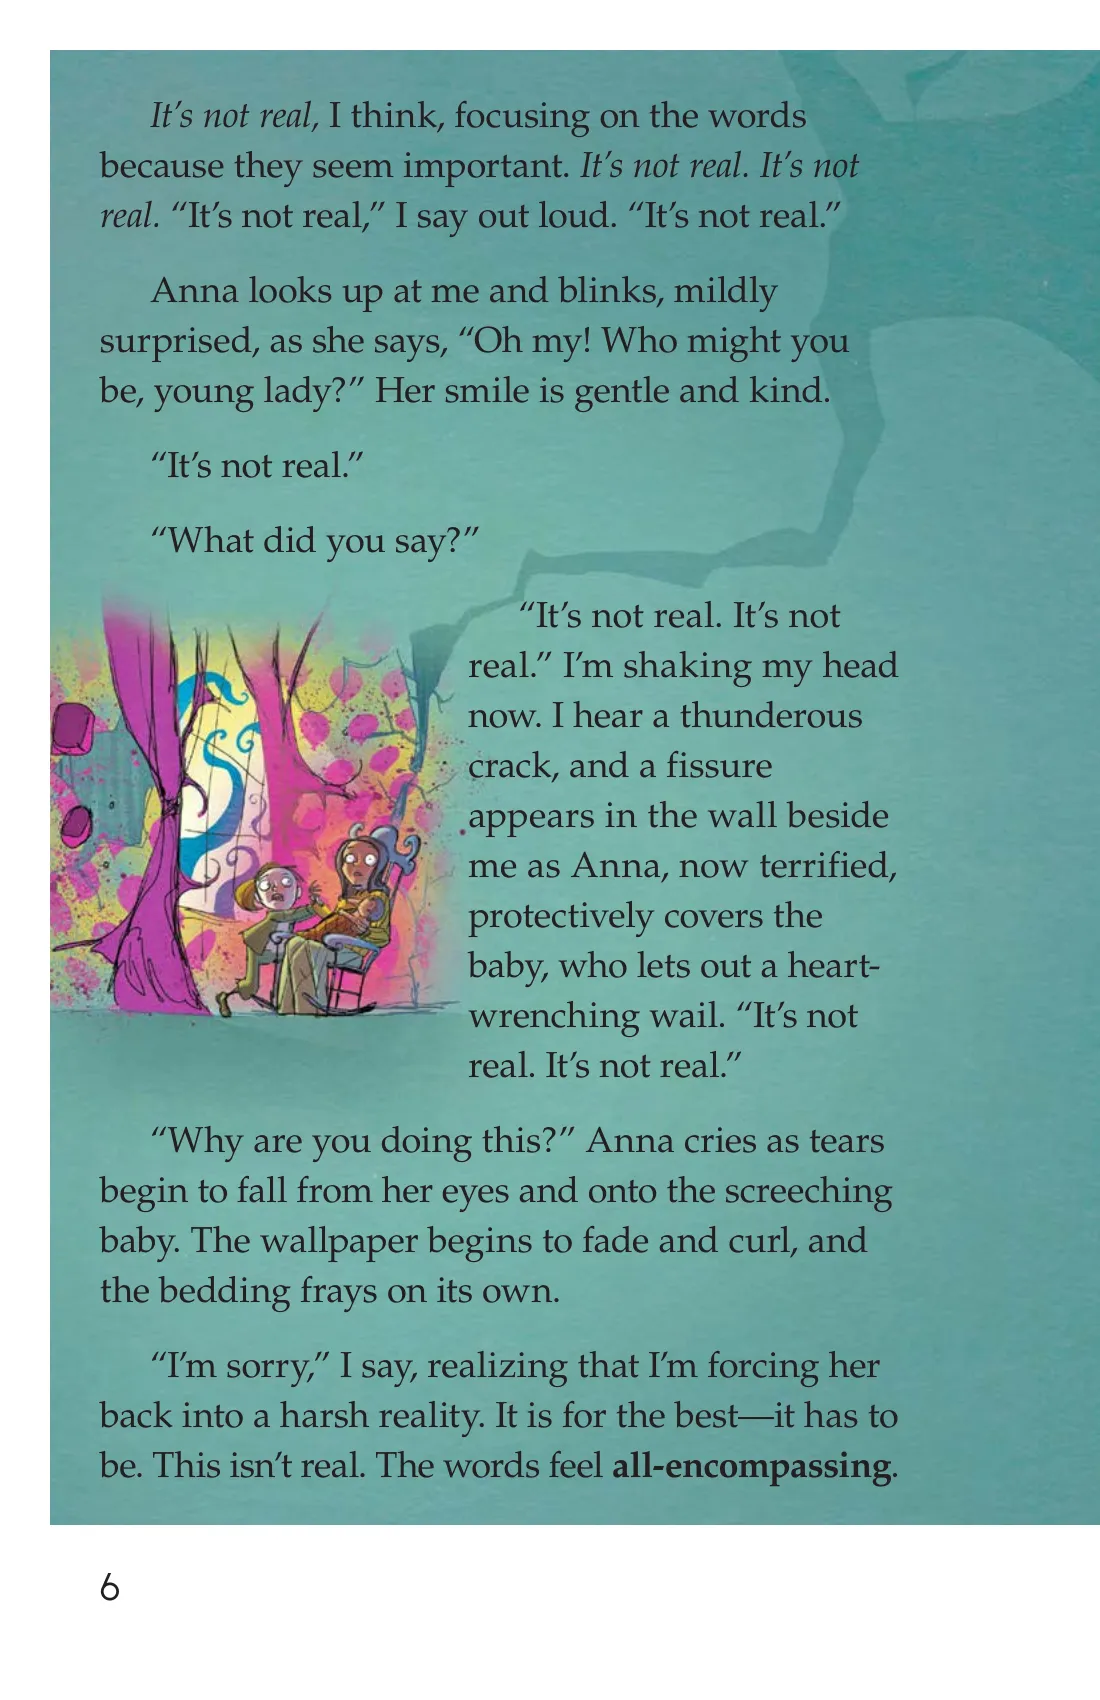 It’s not real, I think, focusing on the words
because they seem important. It’s not real. It’s not
real. “It’s not real,” I say out loud. “It’s not real.”
Anna looks up at me and blinks, mildly
surprised, as she says, “Oh my! Who might you
be, young lady?” Her smile is gentle and kind.
“It’s not real.”
“What did you say?”
“It’s not real. It’s not
real.” I’m shaking my head
now. I hear a thunderous
crack, and a fissure
appears in the wall beside
me as Anna, now terrified,
protectively covers the
baby, who lets out a heart-
wrenching wail. “It’s not
real. It’s not real.”
“Why are you doing this?” Anna cries as tears
begin to fall from her eyes and onto the screeching
baby. The wallpaper begins to fade and curl, and
the bedding frays on its own.
“I’m sorry,” I say, realizing that I’m forcing her
back into a harsh reality. It is for the best—it has to
be. This isn’t real. The words feel all-encompassing.
6